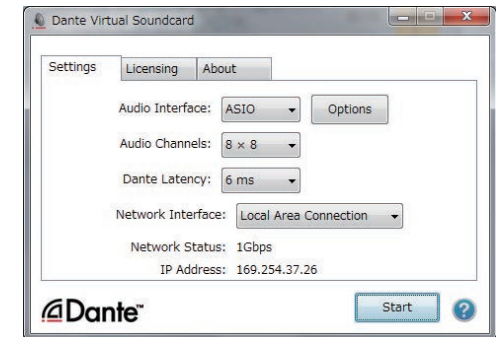 Dante Virtual Soundcard
Settings Licensing About
Audio Interface: ASIO Options
Audio Channels: 8 × 8
Dante Latency: 6 ms
Network Interface: Local Area Connection
Network Status: 1Gbps
IP Address: 169.254.37.26
Dante™ Start ?